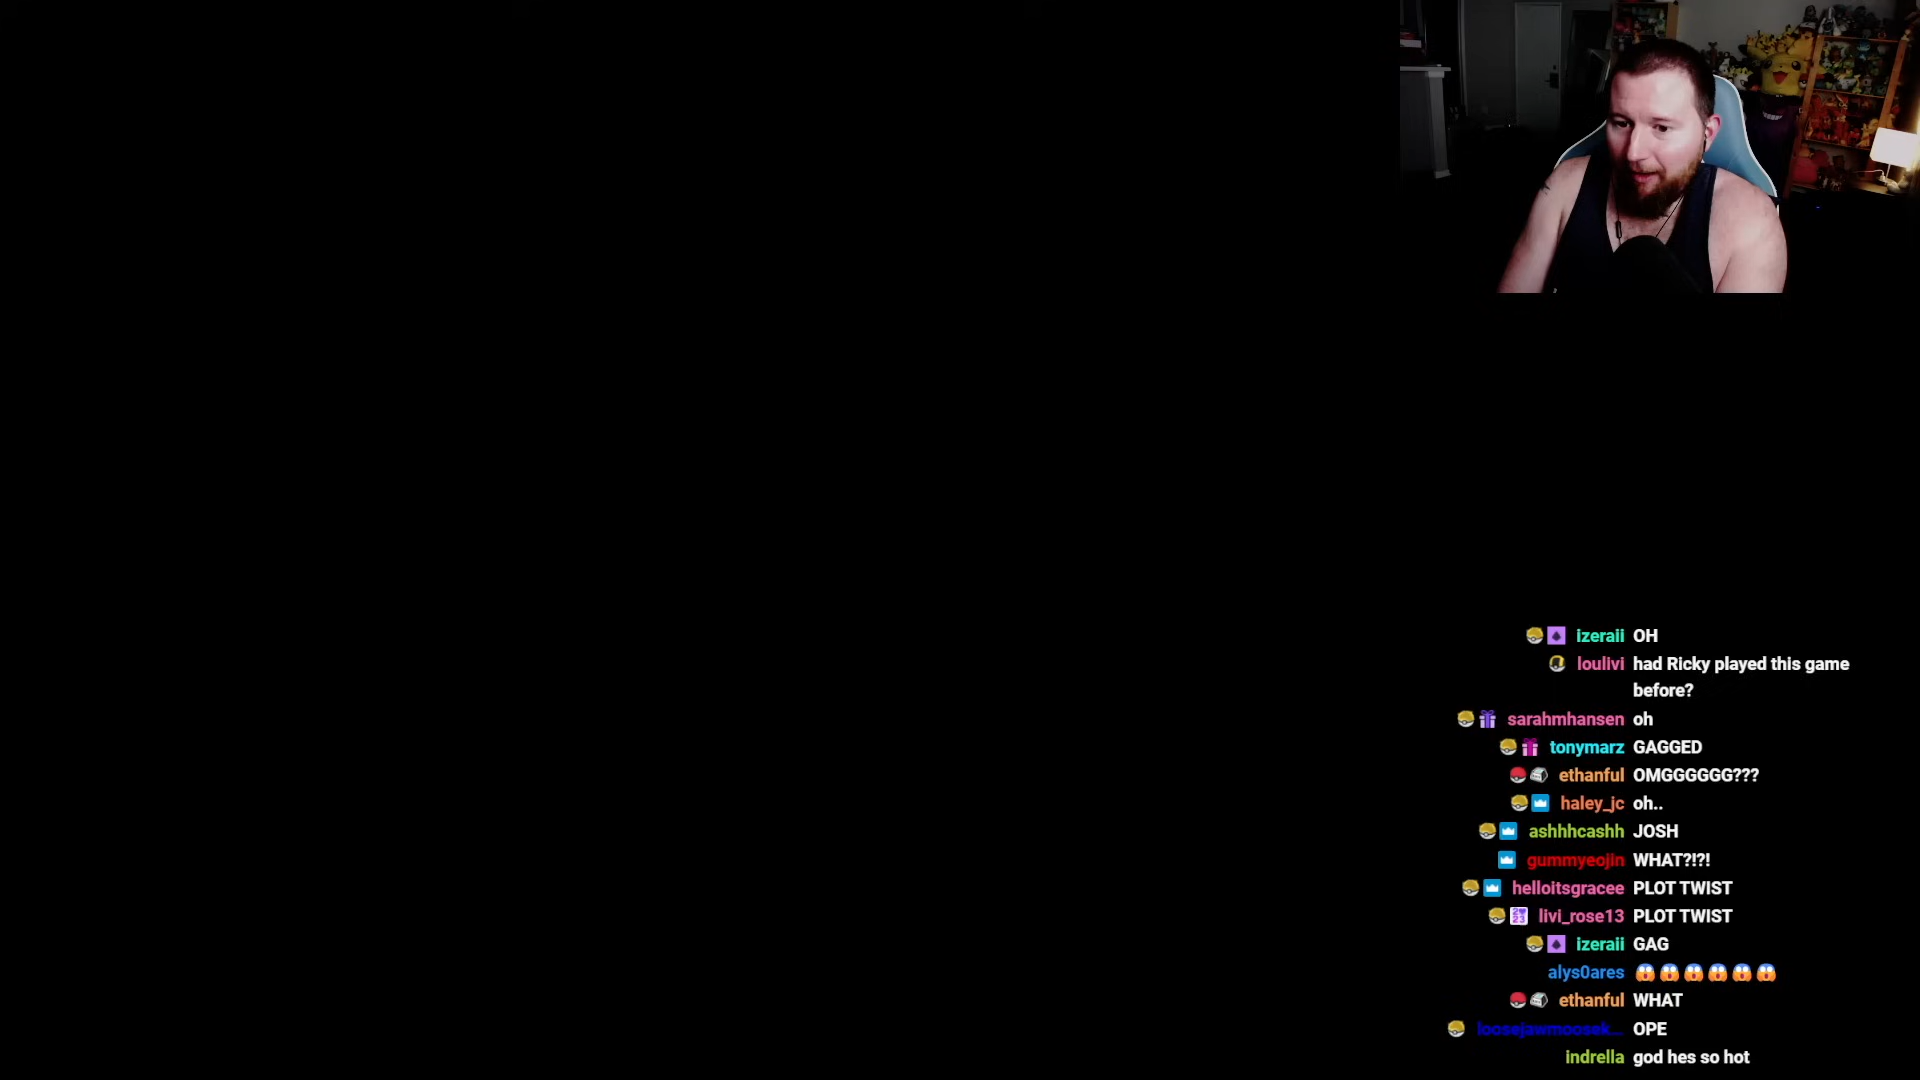 izeraii OH
loulivi had Ricky played this game
before?
sarahmhansen oh
tonymarz GAGGED
ethanful OMGGGGGG???
haley_jc oh..
ashhhcashh JOSH
gummyeojin WHAT?!?!
helloitsgracee PLOT TWIST
livi_rose13 PLOT TWIST
izeraii GAG
alys0ares 😱😱😱😱😱😱
ethanful WHAT
loosejawmoosek... OPE
indrella god hes so hot